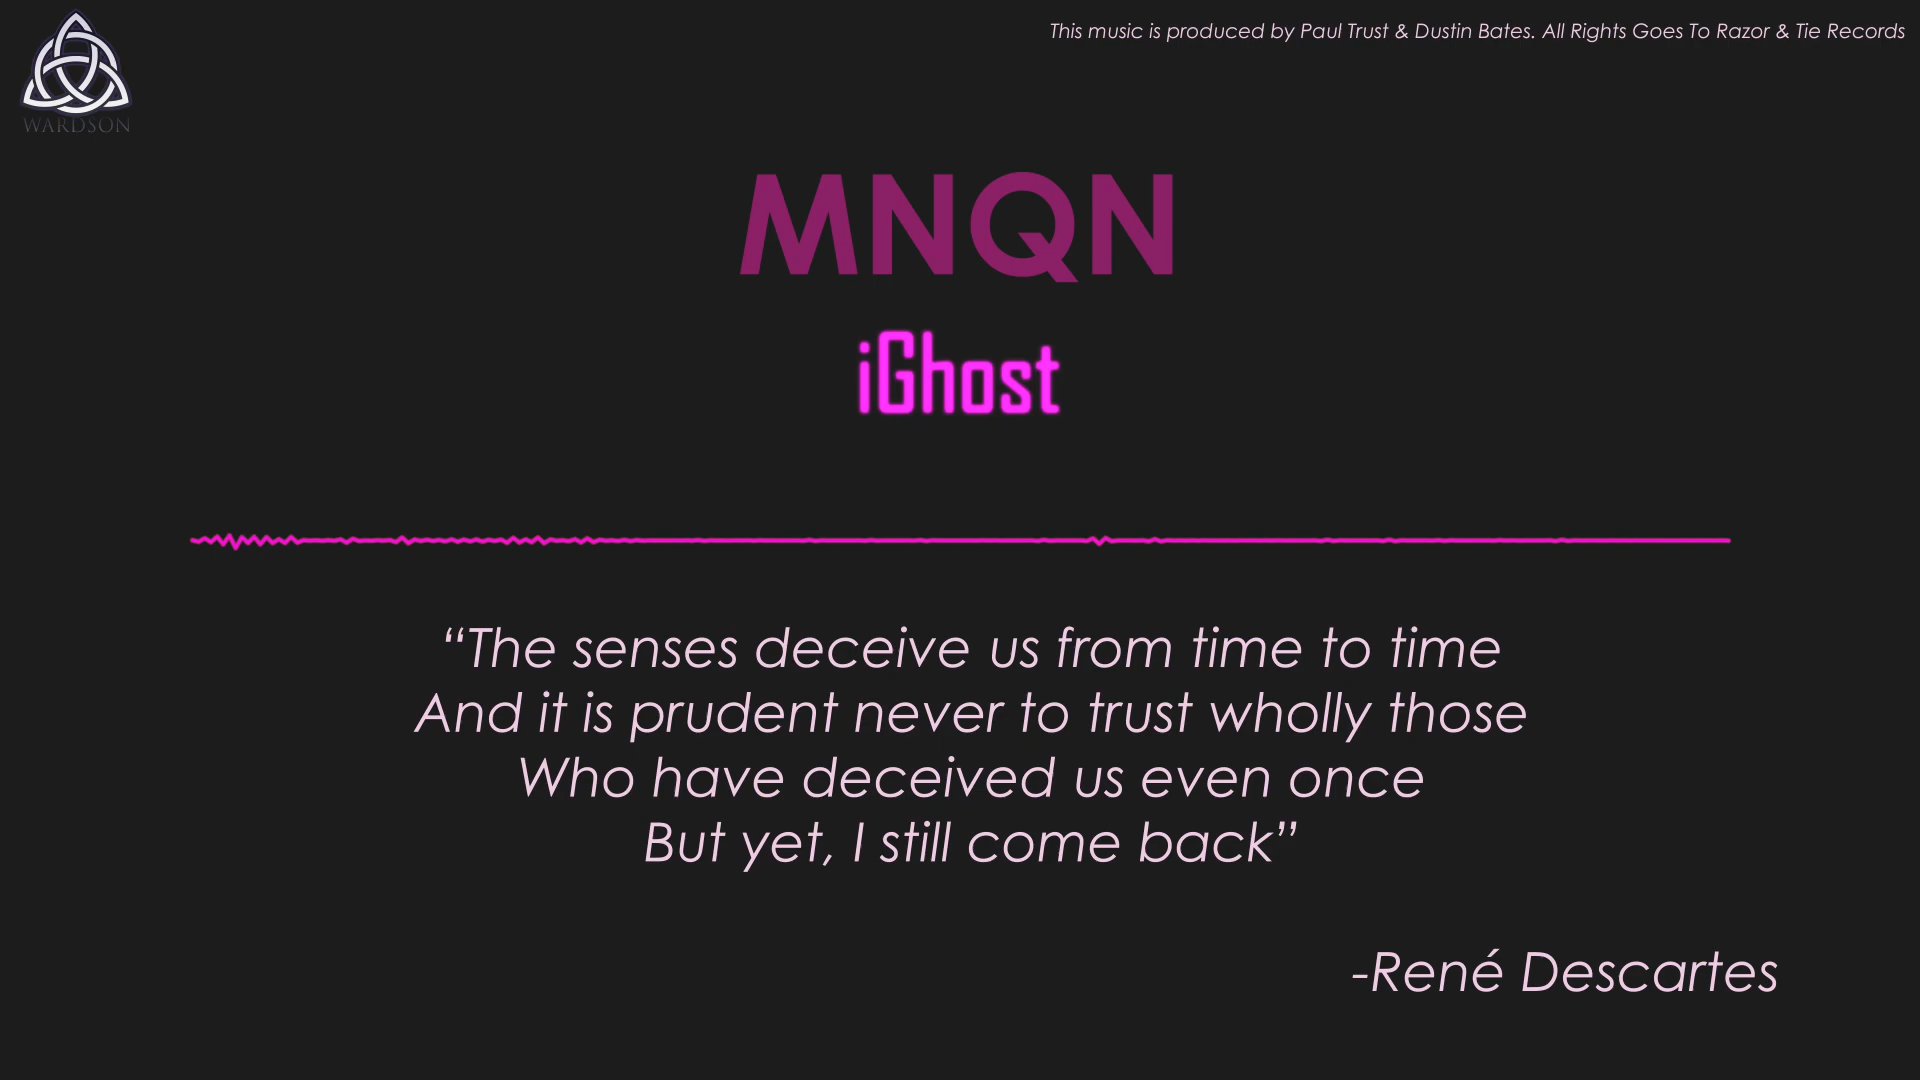 WARDSON
This music is produced by Paul Trust & Dustin Bates. All Rights Goes To Razor & Tie Records
MNQN
iGhost
“The senses deceive us from time to time
And it is prudent never to trust wholly those
Who have deceived us even once
But yet, I still come back”
-René Descartes